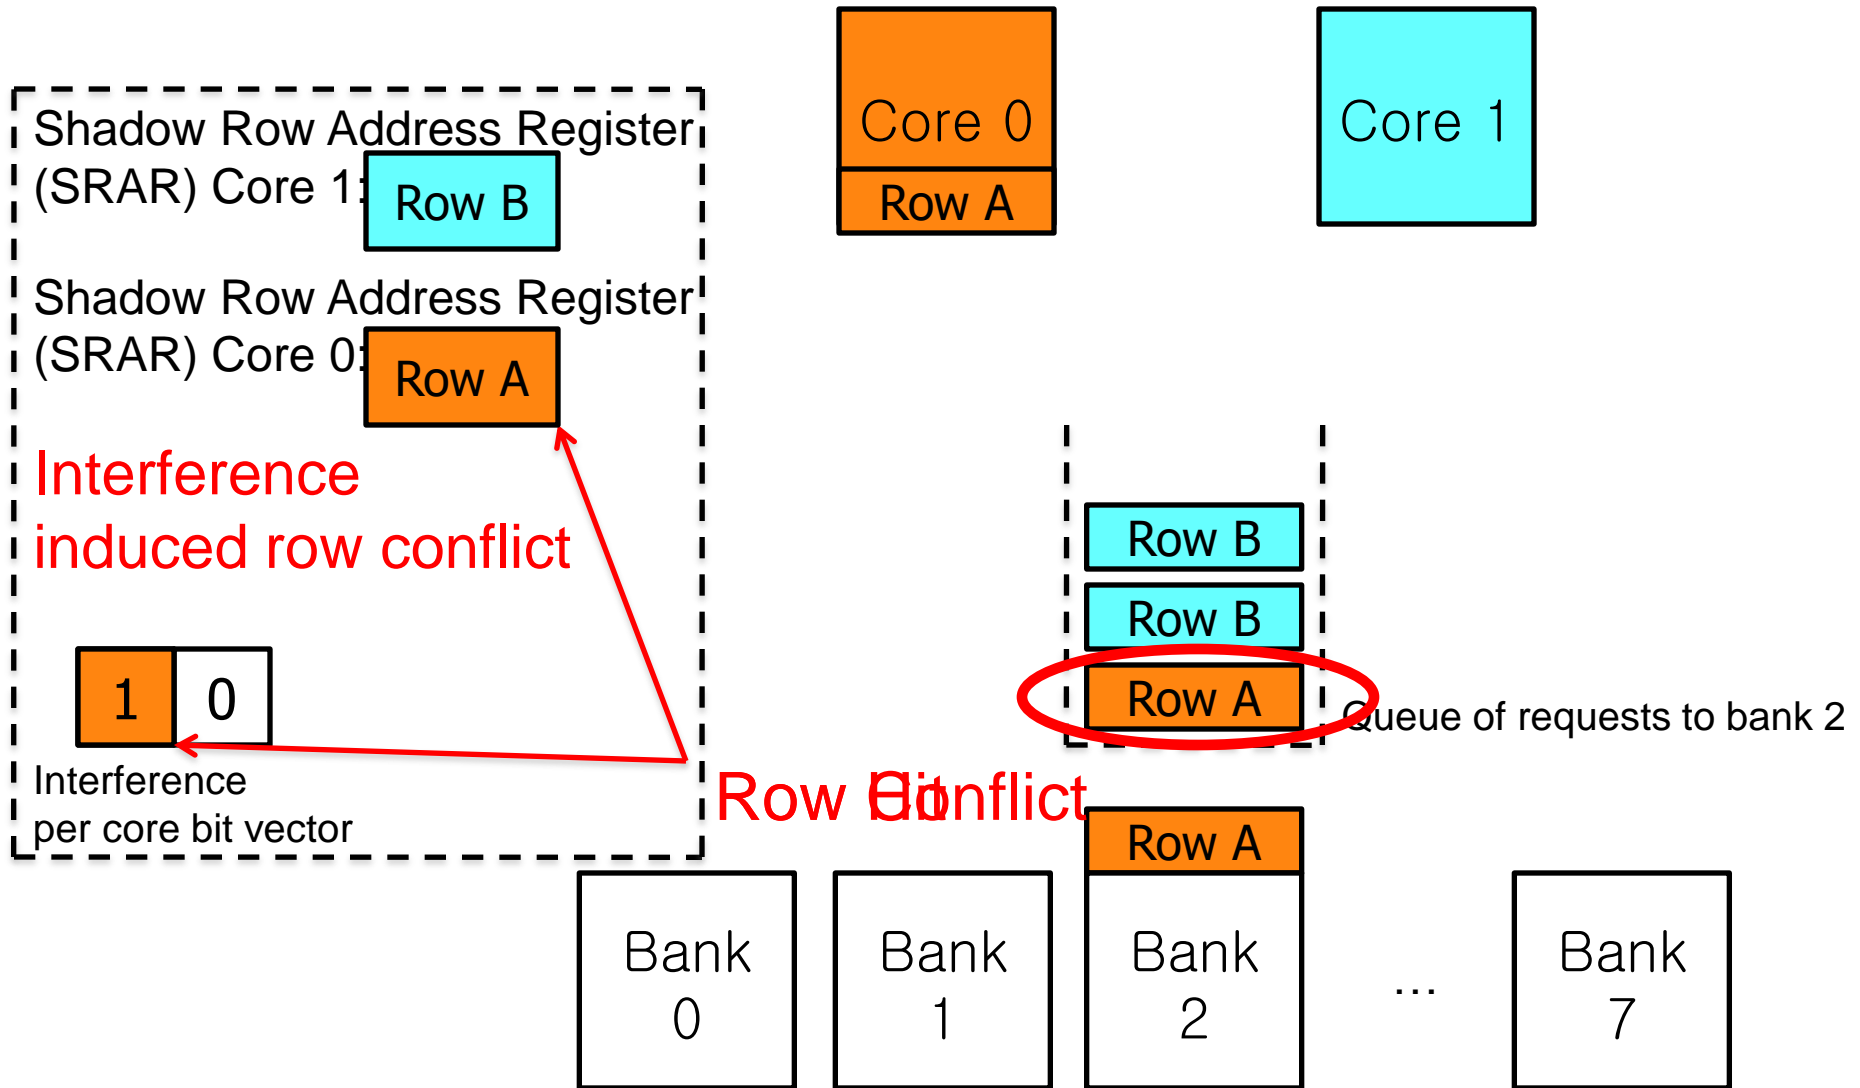 Shadow Row Address Register
(SRAR) Core 1:
Row B
Shadow Row Address Register
(SRAR) Core 0:
Row A
Interference
induced row conflict
1 0
Interference
per core bit vector
Core 0
Row A
Core 1
Row B
Row B
Row A
Queue of requests to bank 2
Row Hit
Row Conflict
Row A
Bank
0
Bank
1
Bank
2
...
Bank
7